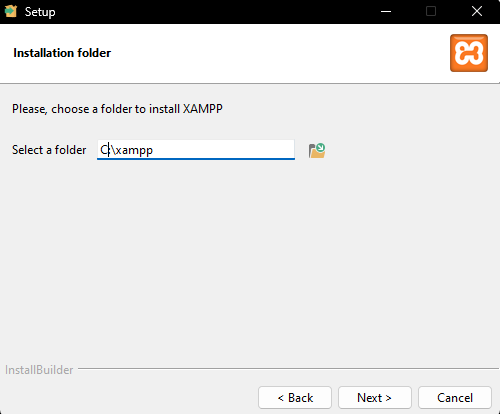 Setup
Installation folder
Please, choose a folder to install XAMPP
Select a folder C:\xampp
InstallBuilder
< Back Next > Cancel